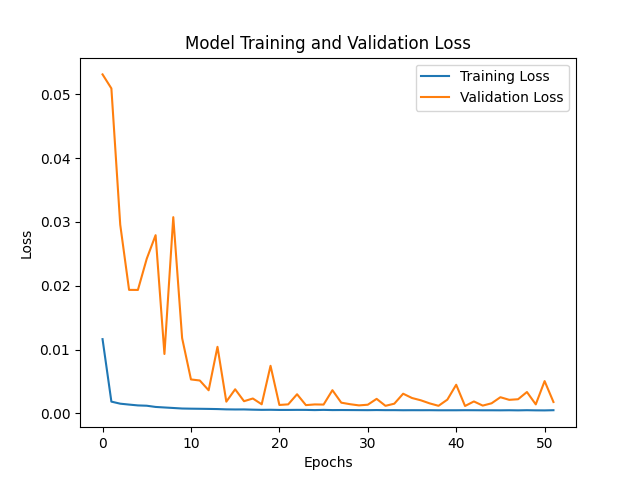 Model Training and Validation Loss
Training Loss
Validation Loss
0.05
0.04
0.03
0.02
0.01
0.00
Loss
0 10 20 30 40 50
Epochs